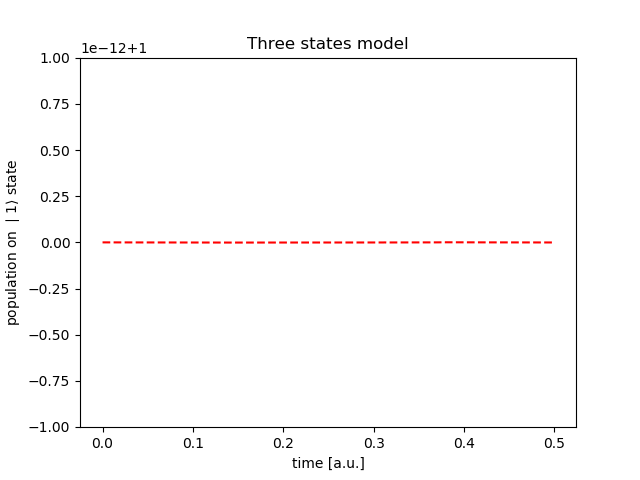 Three states model
1e−12+1
1.00
0.75
0.50
0.25
0.00
−0.25
−0.50
−0.75
−1.00
population on | 1⟩ state
0.0 0.1 0.2 0.3 0.4 0.5
time [a.u.]